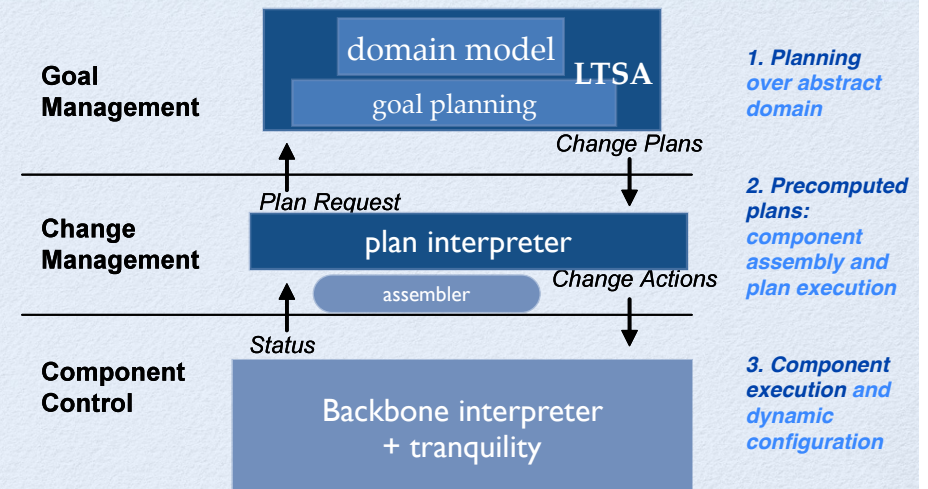 Goal
Management
domain model
LTSA
goal planning
1. Planning
over abstract
domain
Change Plans
Plan Request
Change
Management
plan interpreter
assembler
Change Actions
2. Precomputed
plans:
component
assembly and
plan execution
Status
Component
Control
Backbone interpreter
+ tranquility
3. Component
execution and
dynamic
configuration